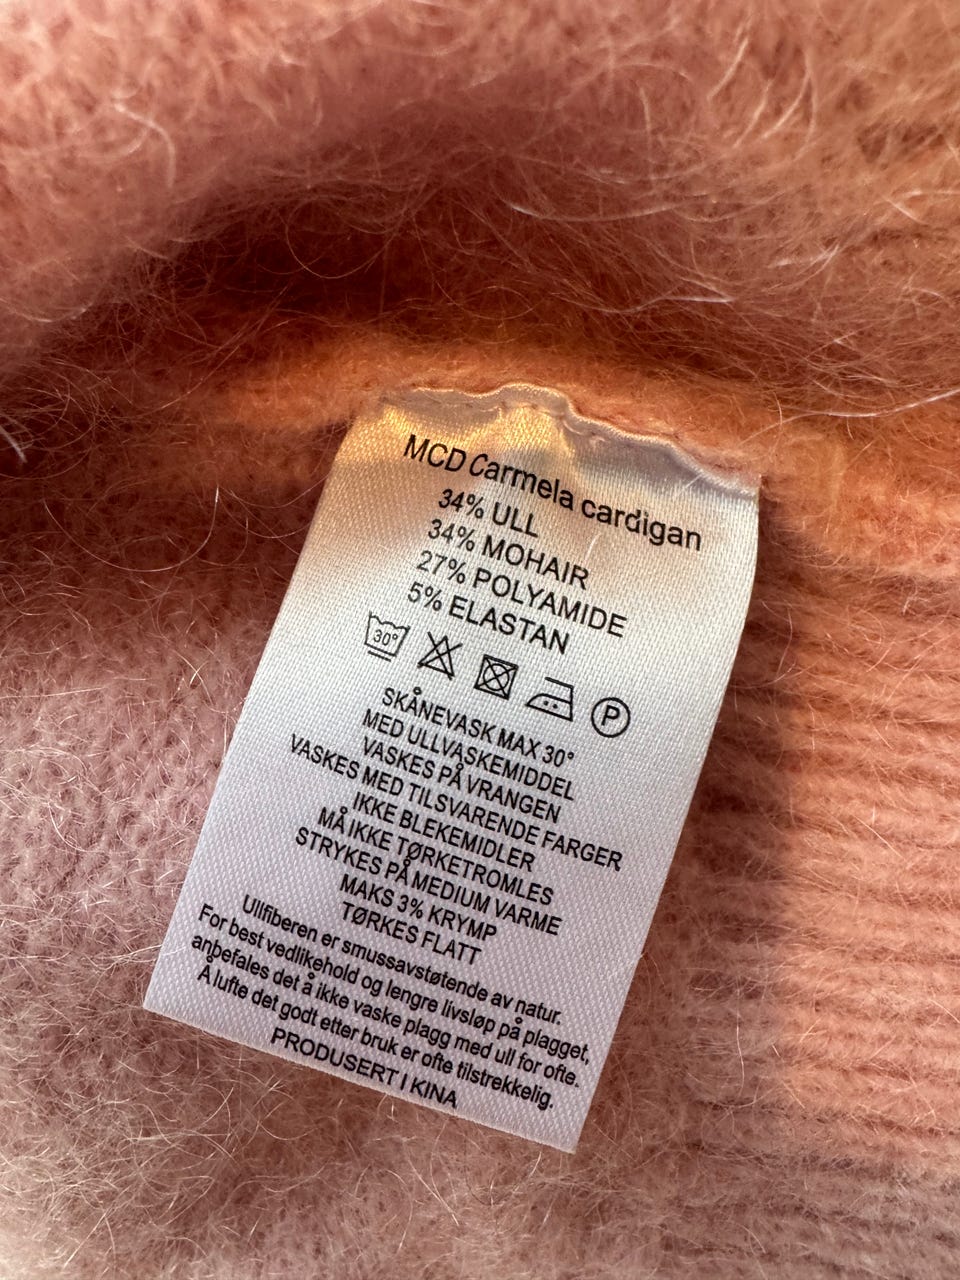 MCD Carmela cardigan
34% ULL
34% MOHAIR
27% POLYAMIDE
5% ELASTAN
30° P
SKÅNEVASK MAX 30°
MED ULLVASKEMIDDEL
VASKES PÅ VRANGEN
VASKES MED TILSVARENDE FARGER
IKKE BLEKEMIDLER
MÅ IKKE TØRKETROMLES
STRYKES PÅ MEDIUM VARME
MAKS 3% KRYMP
TØRKES FLATT
Ullfiberen er smussavstøtende av natur.
For best vedlikehold og lengre livsløp på plagget,
anbefales det å ikke vaske plagg med ull for ofte.
Å lufte det godt etter bruk er ofte tilstrekkelig.
PRODUSERT I KINA